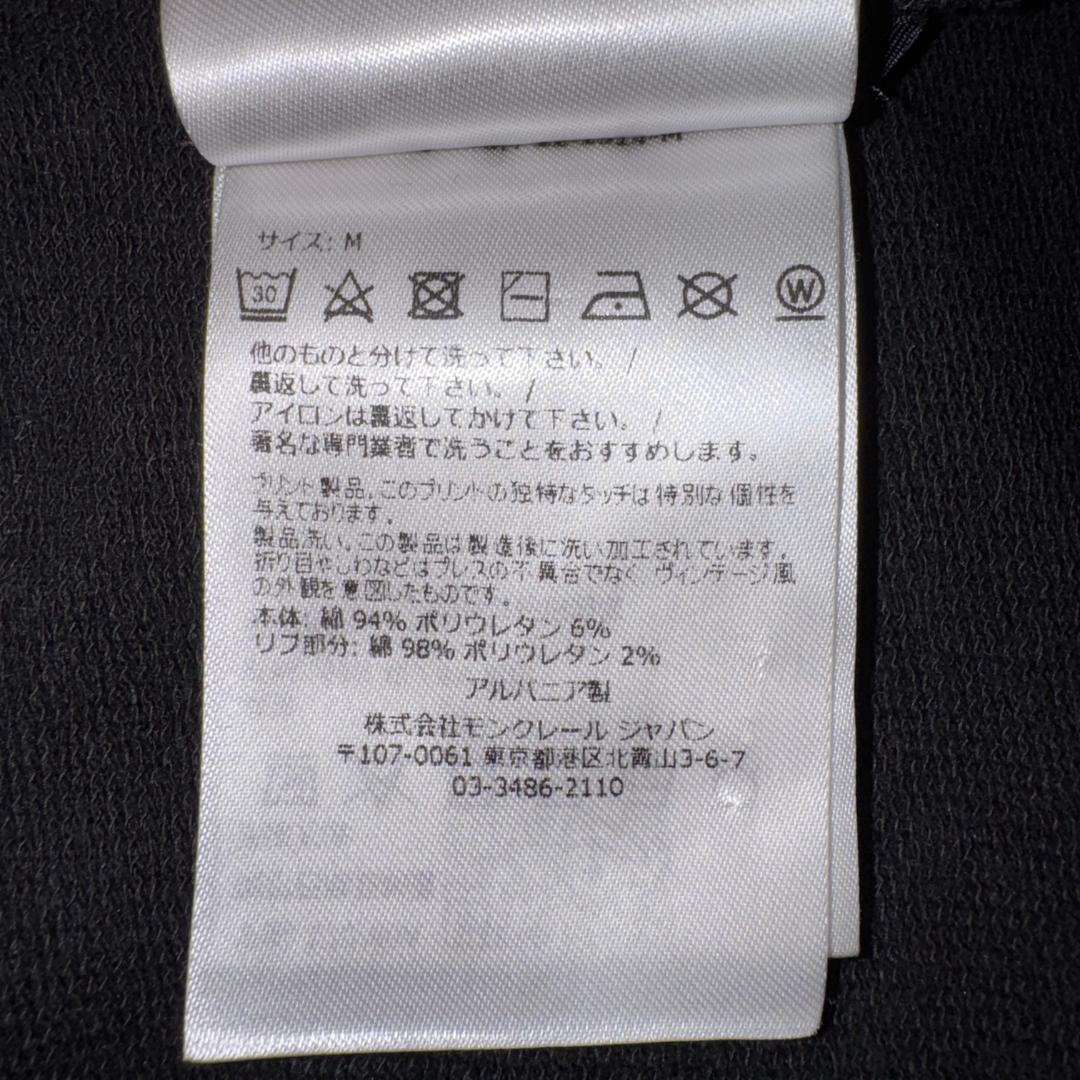 サイズ: M
30
W
他のものと分けて洗って下さい。 /
裏返して洗って下さい。 /
アイロンは裏返してかけて下さい。 /
著名な専門業者で洗うことをおすすめします。
プリント製品,このプリントの独特なタッチは特別な個性を
与えております。
製品洗い,この製品は製造後に洗い加工されています。
折り目やしわなどはプレスの不具合でなく ヴィンテージ風
の外観を意図したものです。
本体: 綿 94% ポリウレタン 6%
リブ部分: 綿 98% ポリウレタン 2%
アルバニア製
株式会社モンクレール ジャパン
〒107-0061 東京都港区北青山3-6-7
03-3486-2110